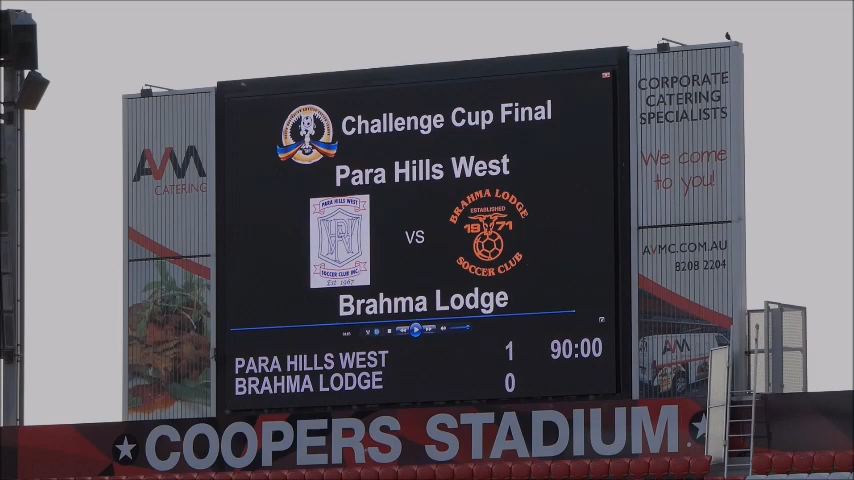 CORPORATE
CATERING
SPECIALISTS
We come
to you!
AVM
CATERING
Challenge Cup Final
Para Hills West
PARA HILLS WEST
SOCCER CLUB INC.
Est 1967
VS
BRAHMA LODGE
ESTABLISHED
1971
SOCCER CLUB
Brahma Lodge
AVMC.COM.AU
8208 2204
PARA HILLS WEST 1 90:00
BRAHMA LODGE 0
AVM
COOPERS STADIUM